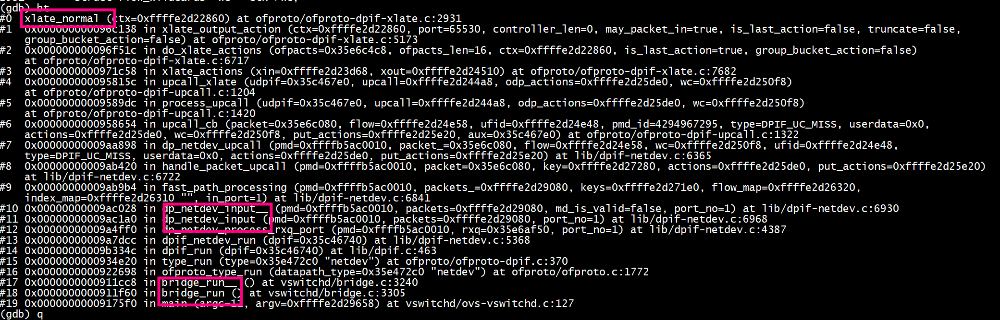 (gdb) bt
#0  xlate_normal (ctx=0xffffe2d22860) at ofproto/ofproto-dpif-xlate.c:2931
#1  0x000000000096c138 in xlate_output_action (ctx=0xffffe2d22860, port=65530, controller_len=0, may_packet_in=true, is_last_action=false, truncate=false,
    group_bucket_action=false) at ofproto/ofproto-dpif-xlate.c:5173
#2  0x000000000096f51c in do_xlate_actions (ofpacts=0x35e6c4c8, ofpacts_len=16, ctx=0xffffe2d22860, is_last_action=true, group_bucket_action=false)
    at ofproto/ofproto-dpif-xlate.c:6717
#3  0x0000000000971c58 in xlate_actions (xin=0xffffe2d23d68, xout=0xffffe2d24510) at ofproto/ofproto-dpif-xlate.c:7682
#4  0x000000000095815c in upcall_xlate (udpif=0x35c467e0, upcall=0xffffe2d244a8, odp_actions=0xffffe2d25de0, wc=0xffffe2d250f8)
    at ofproto/ofproto-dpif-upcall.c:1204
#5  0x00000000009589dc in process_upcall (udpif=0x35c467e0, upcall=0xffffe2d244a8, odp_actions=0xffffe2d25de0, wc=0xffffe2d250f8)
    at ofproto/ofproto-dpif-upcall.c:1420
#6  0x0000000000958654 in upcall_cb (packet=0x35e6c080, flow=0xffffe2d24e58, ufid=0xffffe2d24e48, pmd_id=4294967295, type=DPIF_UC_MISS, userdata=0x0,
    actions=0xffffe2d25de0, wc=0xffffe2d250f8, put_actions=0xffffe2d25e20, aux=0x35c467e0) at ofproto/ofproto-dpif-upcall.c:1322
#7  0x00000000009aa898 in dp_netdev_upcall (pmd=0xffffb5ac0010, packet_=0x35e6c080, flow=0xffffe2d24e58, wc=0xffffe2d250f8, ufid=0xffffe2d24e48,
    type=DPIF_UC_MISS, userdata=0x0, actions=0xffffe2d25de0, put_actions=0xffffe2d25e20) at lib/dpif-netdev.c:6365
#8  0x00000000009ab420 in handle_packet_upcall (pmd=0xffffb5ac0010, packet=0x35e6c080, key=0xffffe2d27280, actions=0xffffe2d25de0, put_actions=0xffffe2d25e20)
    at lib/dpif-netdev.c:6722
#9  0x00000000009ab9b4 in fast_path_processing (pmd=0xffffb5ac0010, packets_=0xffffe2d29080, keys=0xffffe2d271e0, flow_map=0xffffe2d26320,
    index_map=0xffffe2d26310 "", in_port=1) at lib/dpif-netdev.c:6841
#10 0x00000000009ac028 in dp_netdev_input__ (pmd=0xffffb5ac0010, packets=0xffffe2d29080, md_is_valid=false, port_no=1) at lib/dpif-netdev.c:6930
#11 0x00000000009ac1a0 in dp_netdev_input (pmd=0xffffb5ac0010, packets=0xffffe2d29080, port_no=1) at lib/dpif-netdev.c:6968
#12 0x00000000009a4ff0 in dp_netdev_process_rxq_port (pmd=0xffffb5ac0010, rxq=0x35e6af50, port_no=1) at lib/dpif-netdev.c:4387
#13 0x00000000009a7dcc in dpif_netdev_run (dpif=0x35c46740) at lib/dpif-netdev.c:5368
#14 0x00000000009b334c in dpif_run (dpif=0x35c46740) at lib/dpif.c:463
#15 0x0000000000934e20 in type_run (type=0x35e472c0 "netdev") at ofproto/ofproto-dpif.c:370
#16 0x0000000000922698 in ofproto_type_run (datapath_type=0x35e472c0 "netdev") at ofproto/ofproto.c:1772
#17 0x0000000000911cc8 in bridge_run__ () at vswitchd/bridge.c:3240
#18 0x0000000000911f60 in bridge_run () at vswitchd/bridge.c:3305
#19 0x00000000009175f0 in main (argc=11, argv=0xffffe2d29658) at vswitchd/ovs-vswitchd.c:127
(gdb) q